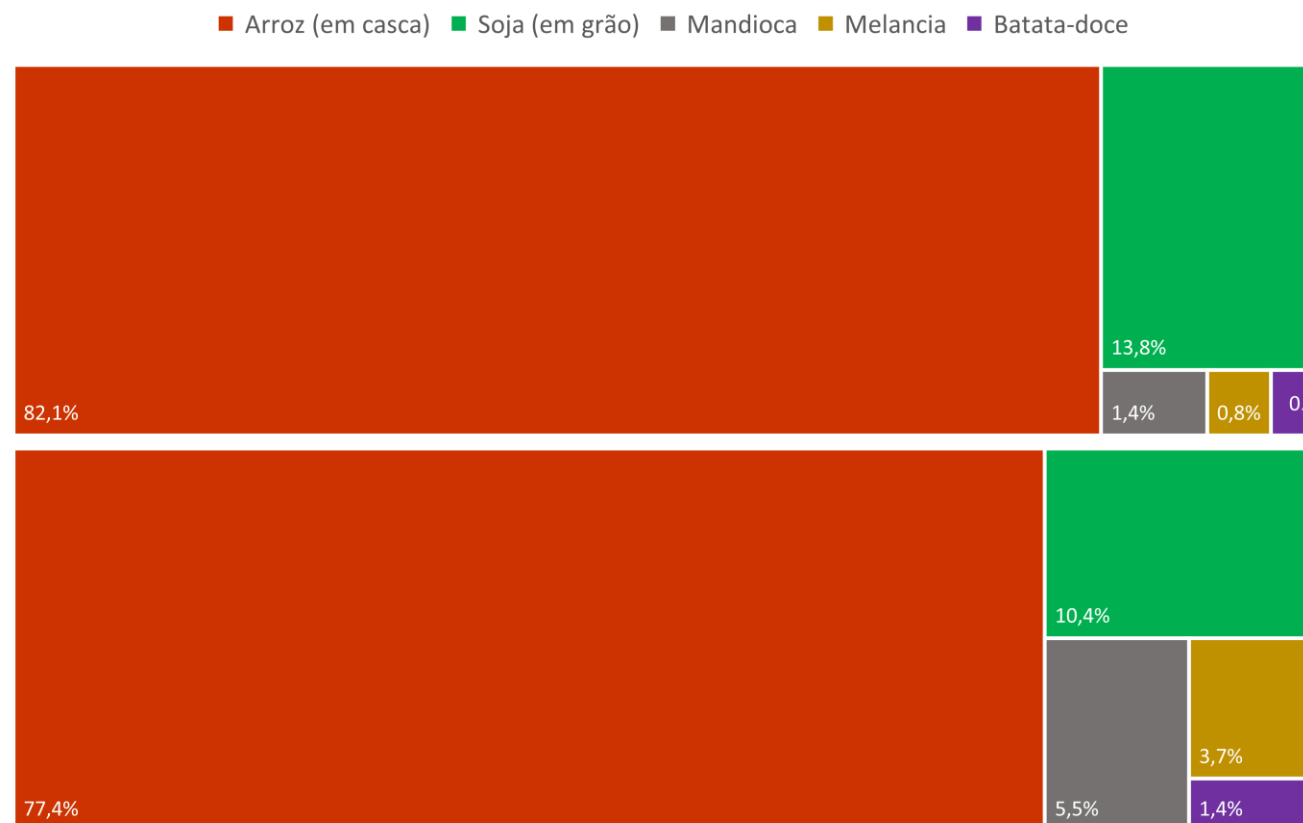 Arroz (em casca) Soja (em grão) Mandioca Melancia Batata-doce
13,8%
82,1% 1,4% 0,8%
10,4%
3,7%
77,4% 5,5% 1,4%